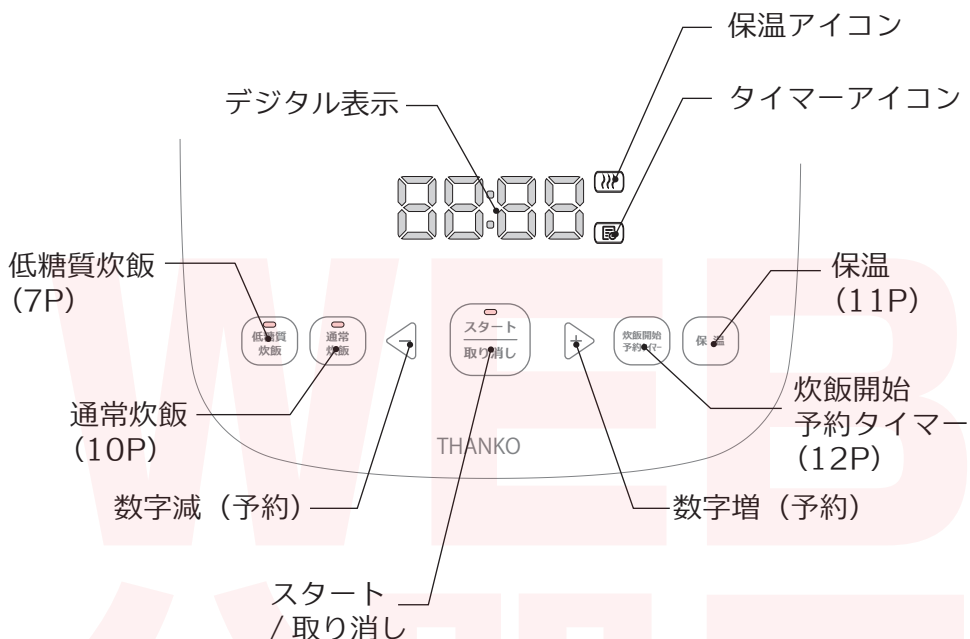 保温アイコン
デジタル表示
タイマーアイコン
88:88
低糖質炊飯
(7P)
保温
(11P)
低糖質
炊飯
通常
炊飯
スタート
取り消し
+
炊飯開始
予約タイマー
保 温
通常炊飯
(10P)
炊飯開始
予約タイマー
(12P)
THANKO
数字減（予約）
数字増（予約）
スタート
/ 取り消し
WEB